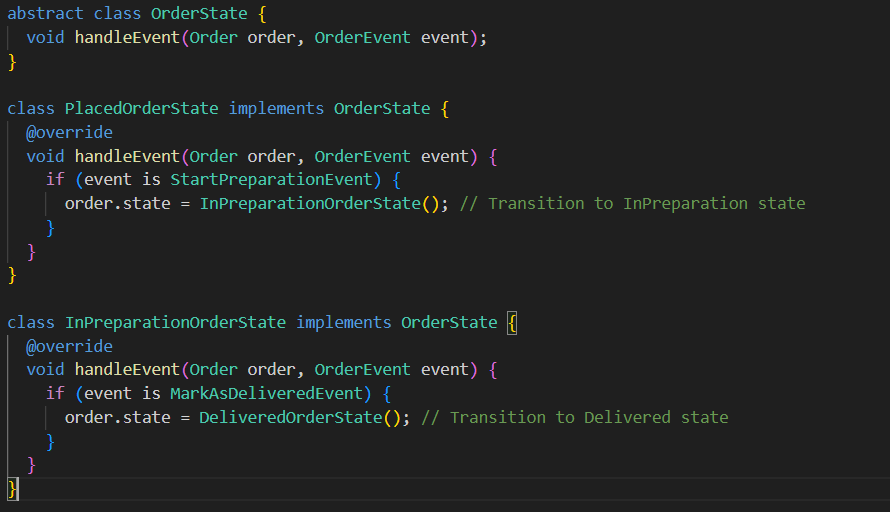 abstract class OrderState {
  void handleEvent(Order order, OrderEvent event);
}

class PlacedOrderState implements OrderState {
  @override
  void handleEvent(Order order, OrderEvent event) {
    if (event is StartPreparationEvent) {
      order.state = InPreparationOrderState(); // Transition to InPreparation state
    }
  }
}

class InPreparationOrderState implements OrderState {
  @override
  void handleEvent(Order order, OrderEvent event) {
    if (event is MarkAsDeliveredEvent) {
      order.state = DeliveredOrderState(); // Transition to Delivered state
    }
  }
}